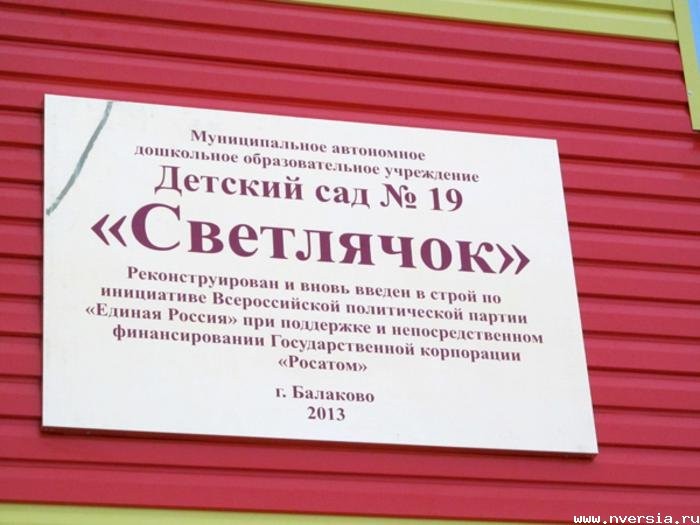 Муниципальное автономное
дошкольное образовательное учреждение
Детский сад № 19
«Светлячок»
Реконструирован и вновь введен в строй по
инициативе Всероссийской политической партии
«Единая Россия» при поддержке и непосредственном
финансировании Государственной корпорации
«Росатом»
г. Балаково
2013
www.nversia.ru